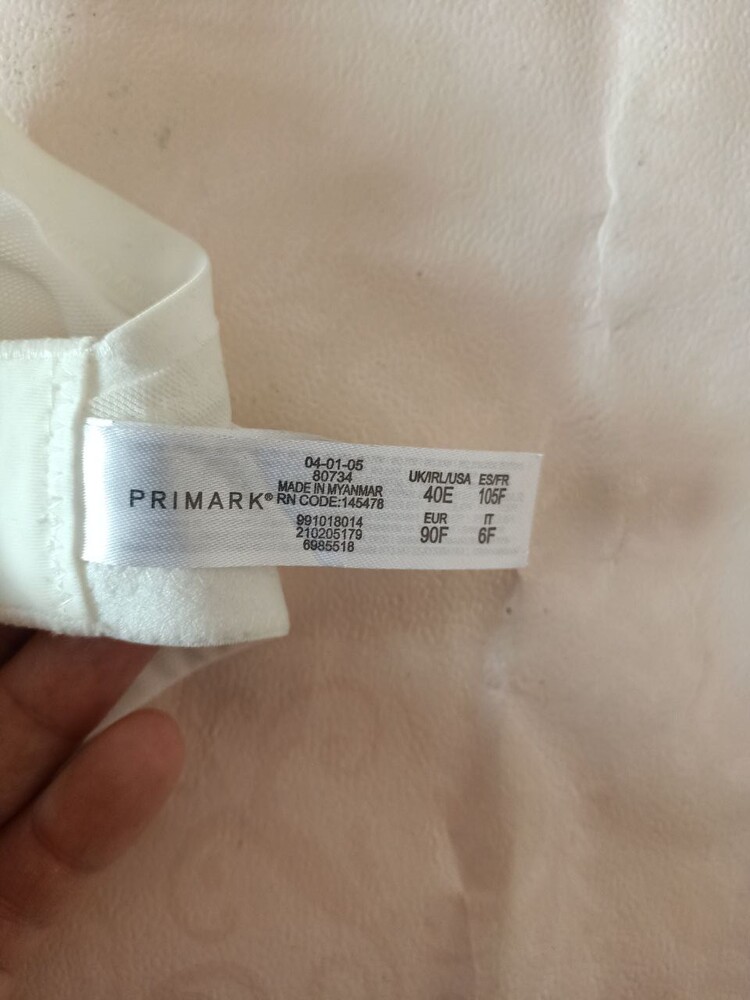 PRIMARK®
04-01-05
80734
MADE IN MYANMAR
RN CODE:145478
991018014
210205179
6985518
UK/IRL/USA ES/FR
40E 105F
EUR IT
90F 6F